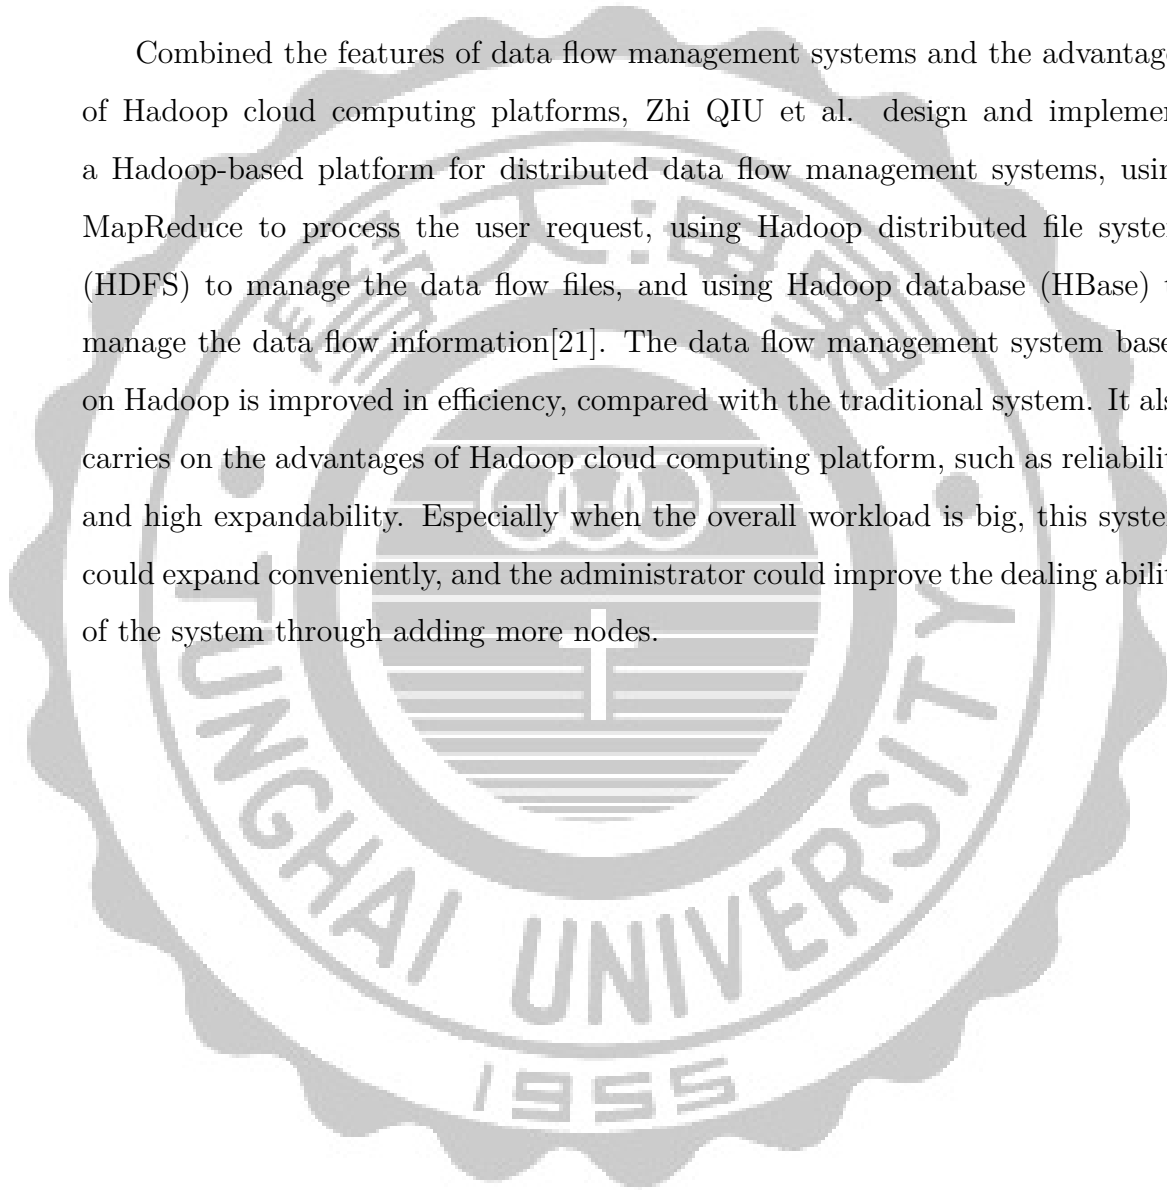 Combined the features of data flow management systems and the advantage
of Hadoop cloud computing platforms, Zhi QIU et al. design and implemen
a Hadoop-based platform for distributed data flow management systems, usin
MapReduce to process the user request, using Hadoop distributed file syste
(HDFS) to manage the data flow files, and using Hadoop database (HBase) t
manage the data flow information[21]. The data flow management system base
on Hadoop is improved in efficiency, compared with the traditional system. It als
carries on the advantages of Hadoop cloud computing platform, such as reliabilit
and high expandability. Especially when the overall workload is big, this syste
could expand conveniently, and the administrator could improve the dealing abilit
of the system through adding more nodes.
東海大學
TUNGHAI UNIVERSITY
1955